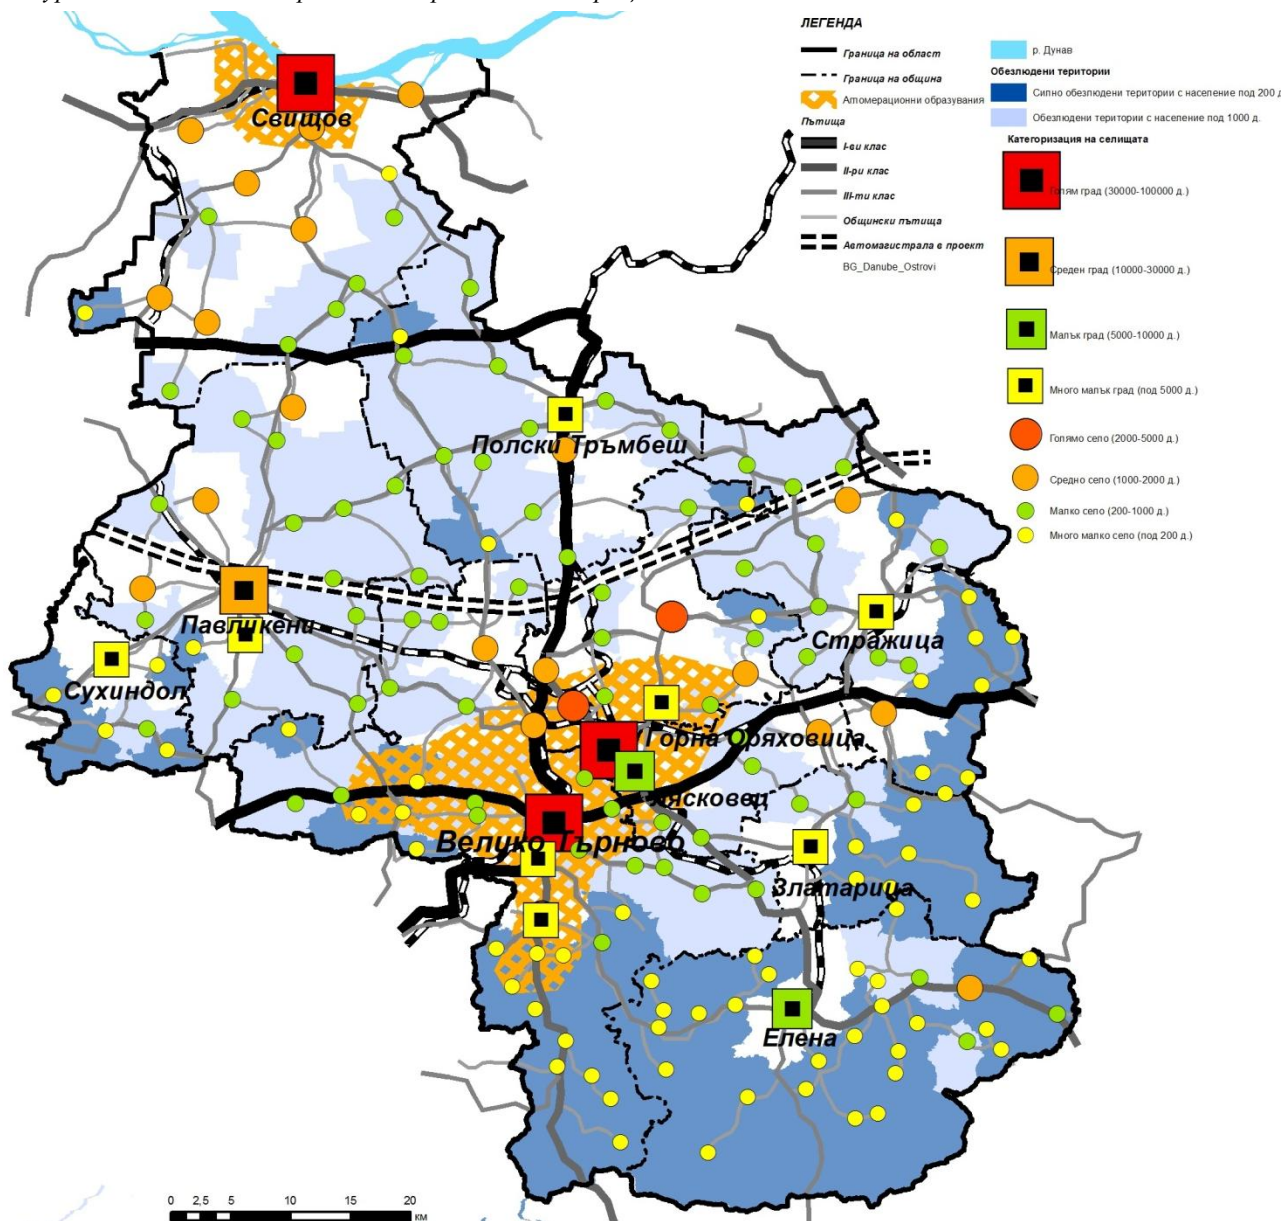 ЛЕГЕНДА
Граница на област
Граница на община
Агломерационни образувания
Пътища
I-ви клас
II-ри клас
III-ти клас
Общински пътища
Автомагистрала в проект
BG_Danube_Ostrovi
р. Дунав
Обезлюдени територии
Силно обезлюдени територии с население под 200 д
Обезлюдени територии с население под 1000 д.
Категоризация на селищата
Голям град (30000-100000 д.)
Среден град (10000-30000 д.)
Малък град (5000-10000 д.)
Много малък град (под 5000 д.)
Голямо село (2000-5000 д.)
Средно село (1000-2000 д.)
Малко село (200-1000 д.)
Много малко село (под 200 д.)
Свищов
Полски Тръмбеш
Павликени
Сухиндол
Стражица
Горна Оряховица
Лясковец
Велико Търново
Златарица
Елена
0 2,5 5 10 15 20
км